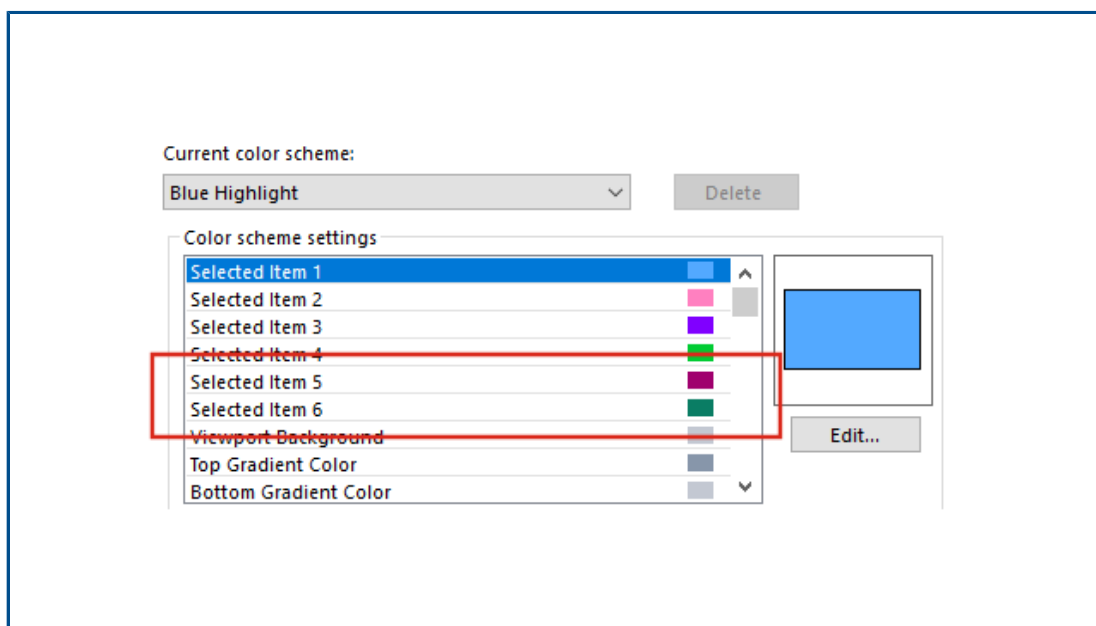 Current color scheme:
Blue Highlight
Delete
Color scheme settings
Selected Item 1
Selected Item 2
Selected Item 3
Selected Item 4
Selected Item 5
Selected Item 6
Viewport Background
Top Gradient Color
Bottom Gradient Color
Edit...